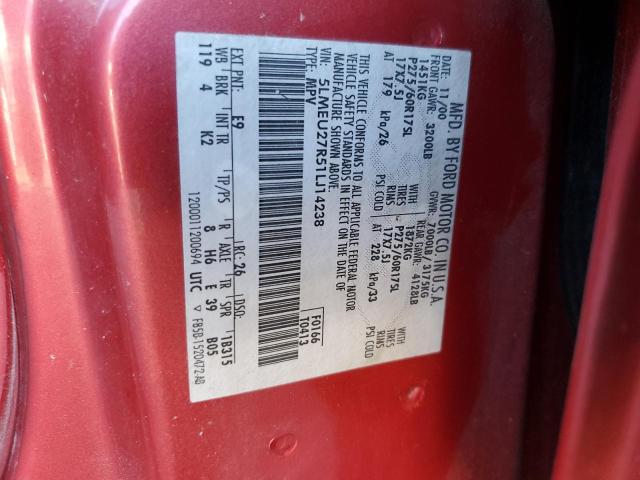 MFD. BY FORD MOTOR CO. IN U.S.A.
DATE: 11/00 GVWR: 7000LB/3175KG
FRONT GAWR: 3200LB REAR GAWR: 4128LB
1451KG WITH 1872KG WITH
P275/60R17SL TIRES P275/60R17SL TIRES
17X7.5J RIMS 17X7.5J RIMS
AT 179 kPa/26 PSI COLD AT 228 kPa/33 PSI COLD
THIS VEHICLE CONFORMS TO ALL APPLICABLE FEDERAL MOTOR
VEHICLE SAFETY STANDARDS IN EFFECT ON THE DATE OF
MANUFACTURE SHOWN ABOVE.
VIN: 5LMEU27R51LJ14238 F0166
TYPE: MPV T0413
EXT PNT: E9 RC: 26 DSO:
WB BRK INT TR TP/PS R AXLE TR SPR 1B315
119 4 K2 8 H6 E 39 B05
120001 1200694 UTC F85B-1520472-AB